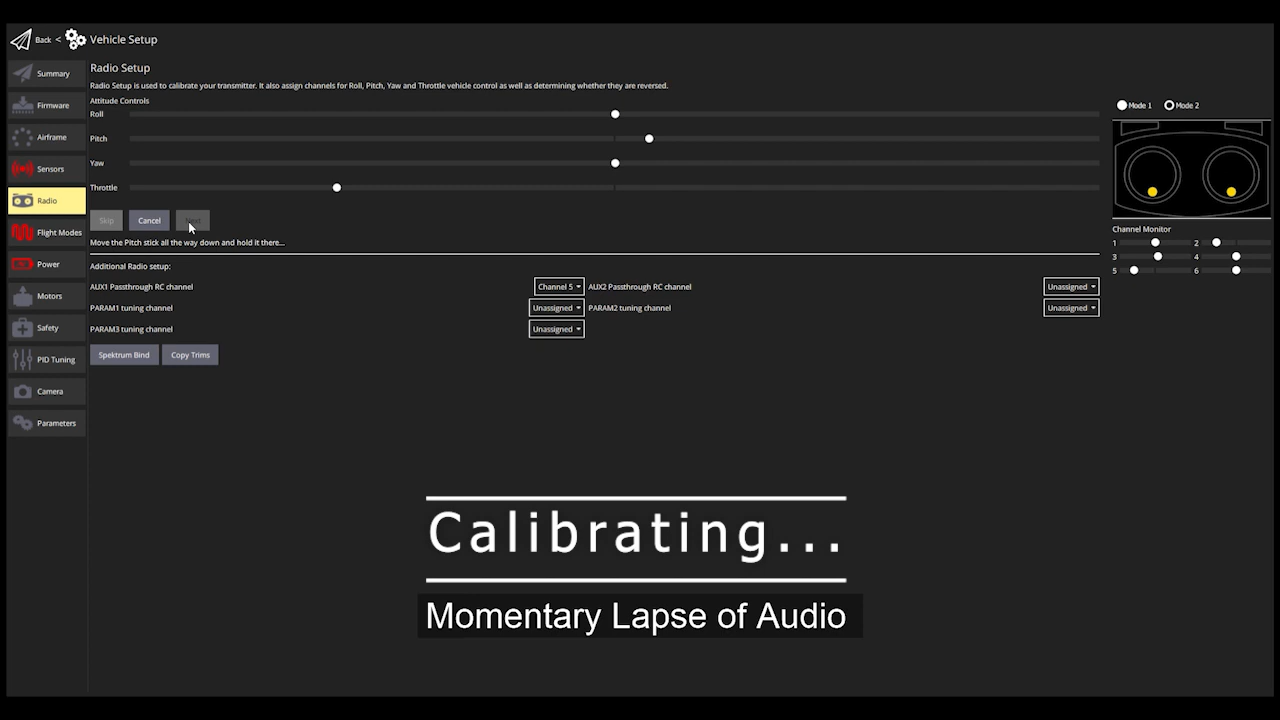 Back < Vehicle Setup
Summary
Firmware
Airframe
Sensors
Radio
Flight Modes
Power
Motors
Safety
PID Tuning
Camera
Parameters
Radio Setup
Radio Setup is used to calibrate your transmitter. It also assign channels for Roll, Pitch, Yaw and Throttle vehicle control as well as determining whether they are reversed.
Attitude Controls
Roll
Pitch
Yaw
Throttle
Skip Cancel Next
Move the Pitch stick all the way down and hold it there...
Additional Radio setup:
AUX1 Passthrough RC channel Channel 5 AUX2 Passthrough RC channel Unassigned
PARAM1 tuning channel Unassigned PARAM2 tuning channel Unassigned
PARAM3 tuning channel Unassigned
Spektrum Bind Copy Trims
Mode 1 Mode 2
Channel Monitor
1 2
3 4
5 6
Calibrating...
Momentary Lapse of Audio